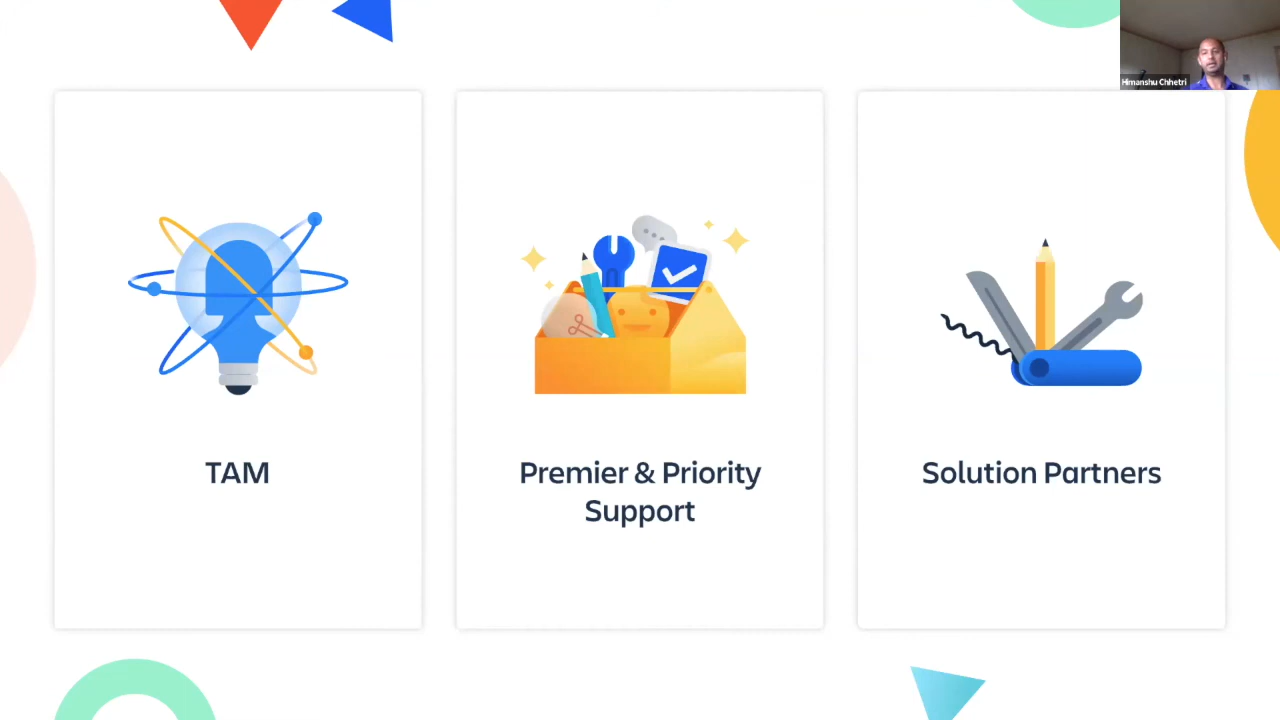 Himanshu Chhetri
TAM
Premier & Priority
Support
Solution Partners